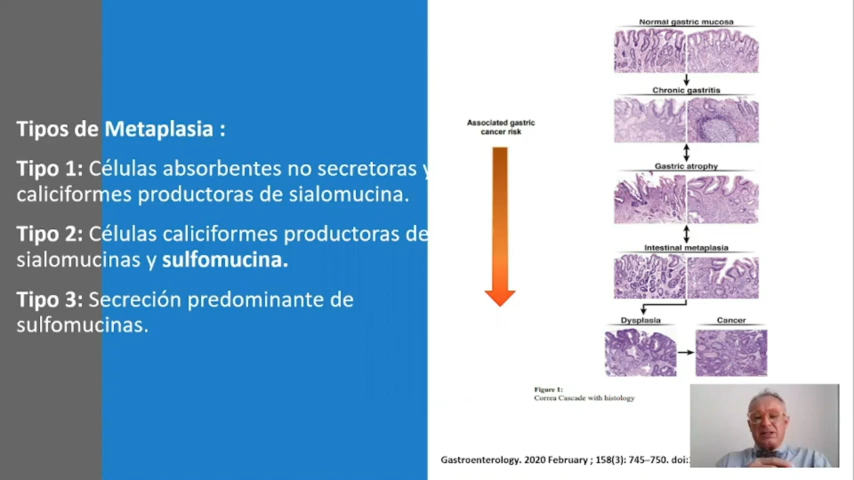 Tipos de Metaplasia :
Tipo 1: Células absorbentes no secretoras y
caliciformes productoras de sialomucina.
Tipo 2: Células caliciformes productoras de
sialomucinas y sulfomucina.
Tipo 3: Secreción predominante de
sulfomucinas.
Associated gastric
cancer risk
Normal gastric mucosa
Chronic gastritis
Gastric atrophy
Intestinal metaplasia
Dysplasia
Cancer
Figure 1:
Correa Cascade with histology
Gastroenterology. 2020 February ; 158(3): 745–750. doi: